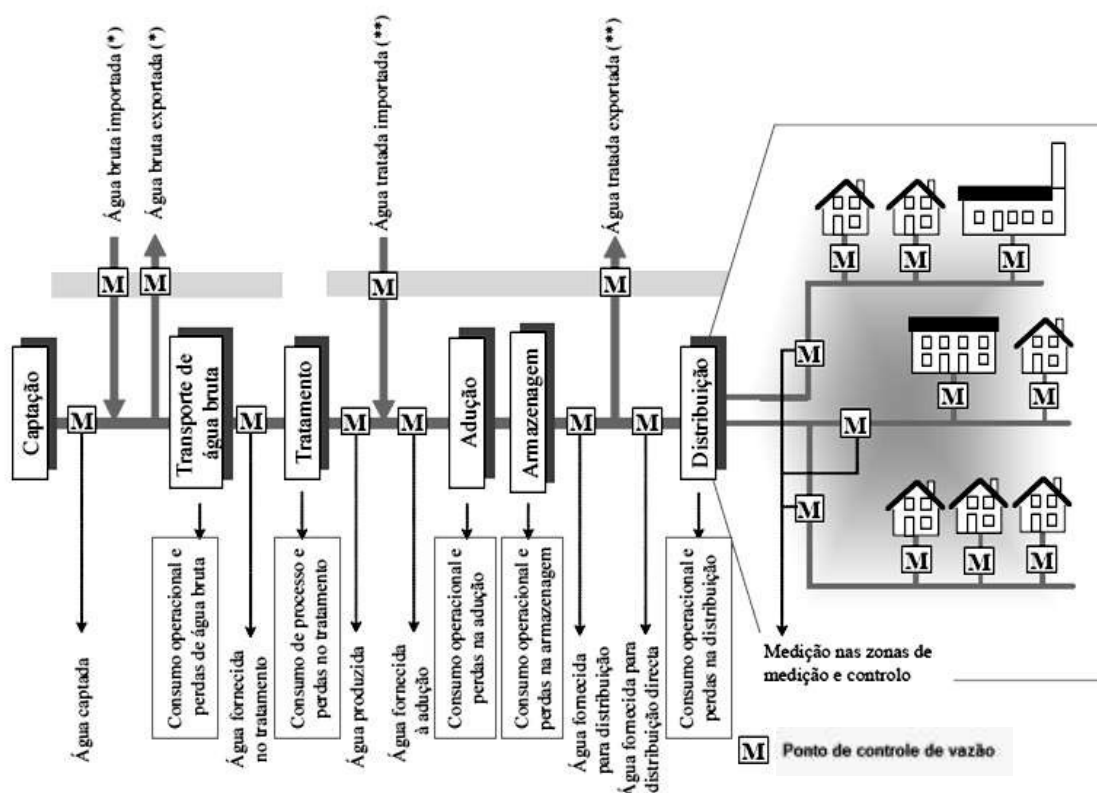 Água bruta importada (*)
Água bruta exportada (*)
Água tratada importada (**)
Água tratada exportada (**)
M
M
M
M
M
M
M
Captação
M
Transporte de
água bruta
M
Tratamento
M
M
Adução
Armazenagem
M
M
Distribuição
M
M
M
M
M
M
M
M
Água captada
Consumo operacional e
perdas de água bruta
Água fornecida
no tratamento
Consumo de processo e
perdas no tratamento
Água produzida
Água fornecida
à adução
Consumo operacional e
perdas na adução
Consumo operacional e
perdas na armazenagem
Água fornecida
para distribuição
Água fornecida para
distribuição directa
Consumo operacional e
perdas na distribuição
Medição nas zonas de
medição e controlo
M Ponto de controle de vazão